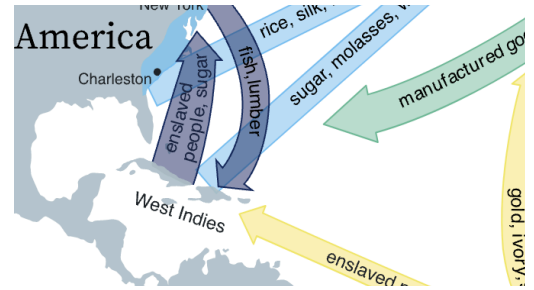 New York
America
rice, silk,
Charleston
enslaved
people, sugar
fish,lumber
sugar, molasses,
manufactured
West Indies
gold, ivory,
enslaved